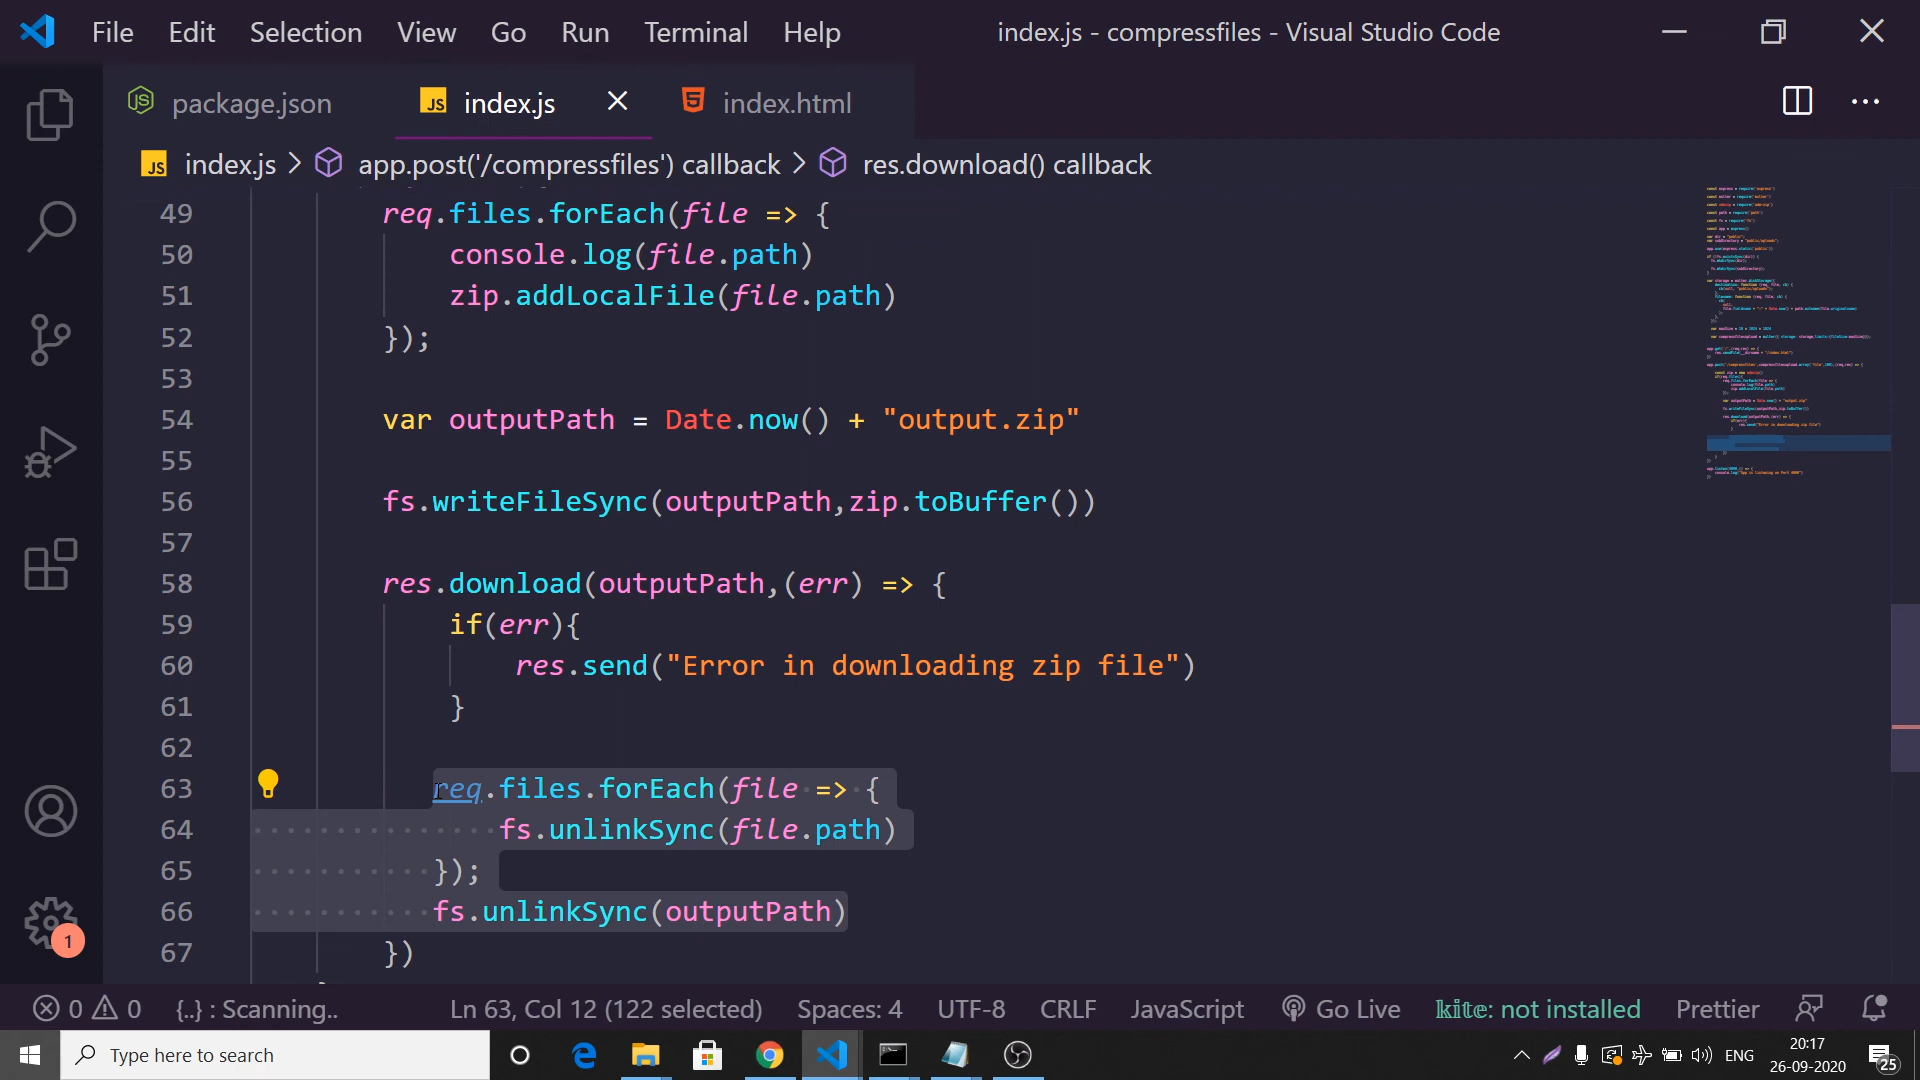 File Edit Selection View Go Run Terminal Help index.js - compressfiles - Visual Studio Code
package.json JS index.js index.html
JS index.js > app.post('/compressfiles') callback > res.download() callback
49 req.files.forEach(file => {
50 console.log(file.path)
51 zip.addLocalFile(file.path)
52 });
53
54 var outputPath = Date.now() + "output.zip"
55
56 fs.writeFileSync(outputPath,zip.toBuffer())
57
58 res.download(outputPath,(err) => {
59 if(err){
60 res.send("Error in downloading zip file")
61 }
62
63 req.files.forEach(file => {
64 fs.unlinkSync(file.path)
65 });
66 fs.unlinkSync(outputPath)
67 })
1
0 0 {..} : Scanning.. Ln 63, Col 12 (122 selected) Spaces: 4 UTF-8 CRLF JavaScript Go Live kite: not installed Prettier
Type here to search ENG 20:17 26-09-2020 25